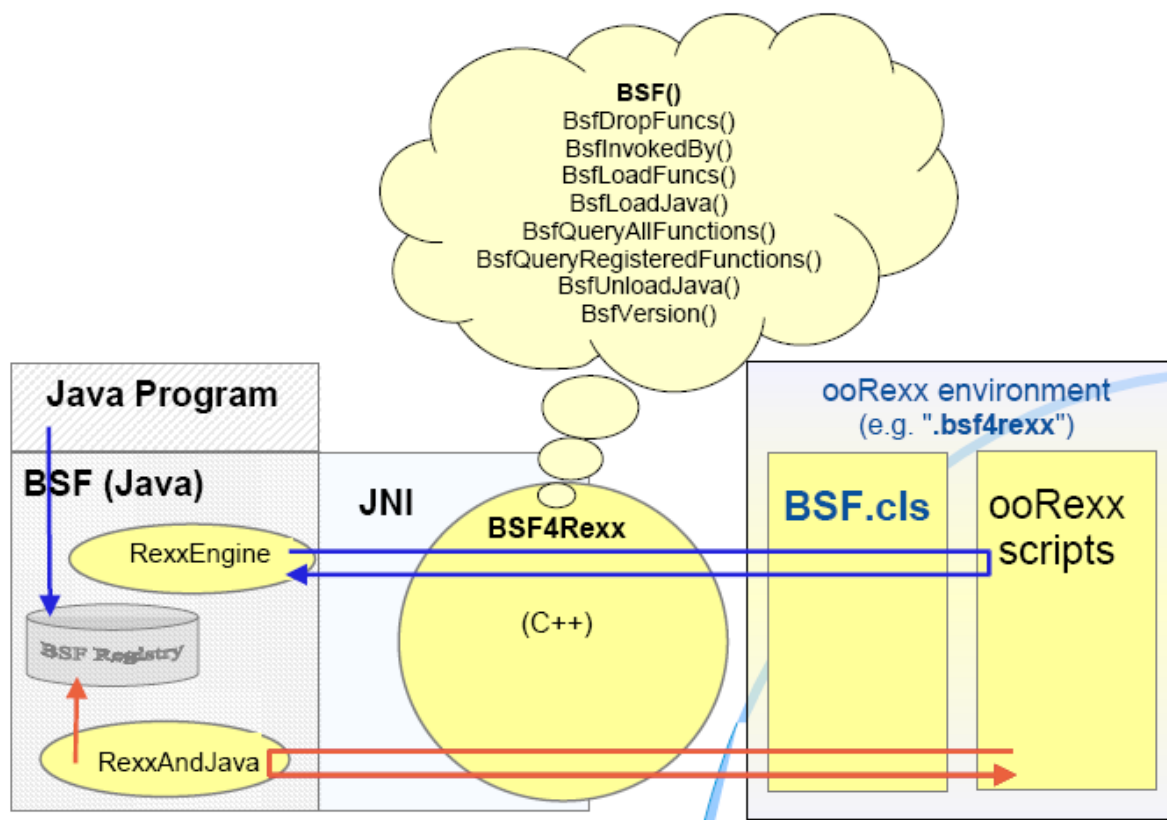 BSF()
BsfDropFuncs()
BsfInvokedBy()
BsfLoadFuncs()
BsfLoadJava()
BsfQueryAllFunctions()
BsfQueryRegisteredFunctions()
BsfUnloadJava()
BsfVersion()
Java Program
BSF (Java)
JNI
RexxEngine
BSF Registry
RexxAndJava
BSF4Rexx
(C++)
ooRexx environment
(e.g. ".bsf4rexx")
BSF.cls
ooRexx
scripts